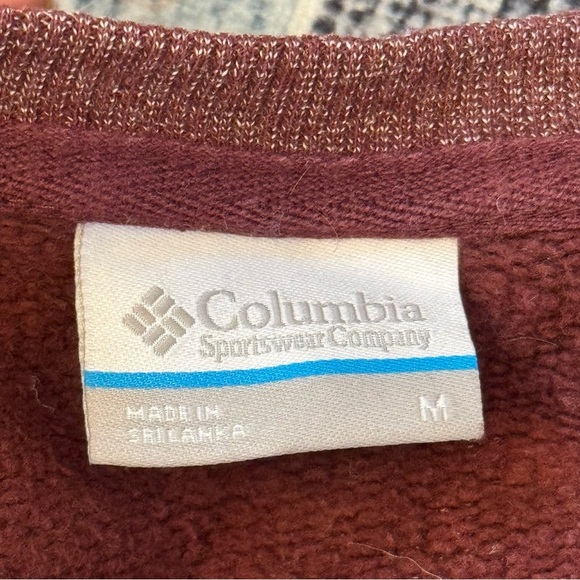 Columbia
Sportswear Company
MADE IN
SRI LANKA
M